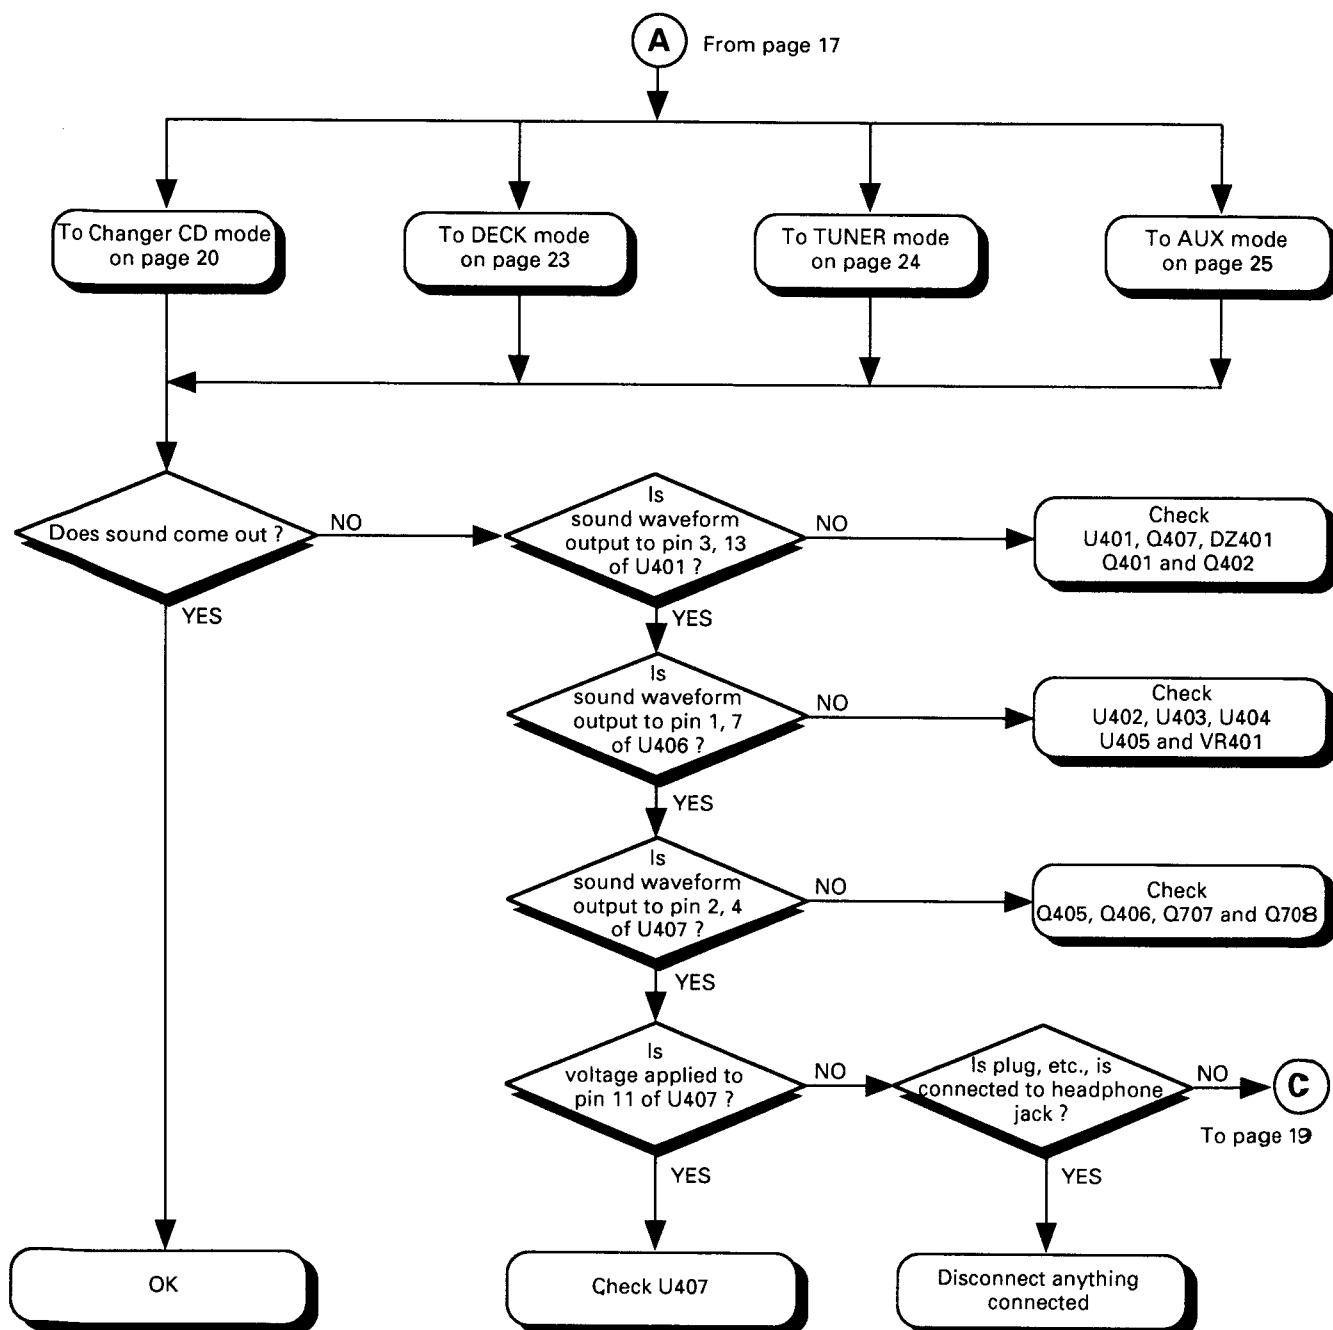 A
From page 17
To Changer CD mode
on page 20
To DECK mode
on page 23
To TUNER mode
on page 24
To AUX mode
on page 25
Does sound come out ?
NO
YES
Is
sound waveform
output to pin 3, 13
of U401 ?
NO
YES
Check
U401, Q407, DZ401
Q401 and Q402
Is
sound waveform
output to pin 1, 7
of U406 ?
NO
YES
Check
U402, U403, U404
U405 and VR401
Is
sound waveform
output to pin 2, 4
of U407 ?
NO
YES
Check
Q405, Q406, Q707 and Q708
Is
voltage applied to
pin 11 of U407 ?
NO
YES
Is plug, etc., is
connected to headphone
jack ?
NO
YES
C
To page 19
OK
Check U407
Disconnect anything
connected